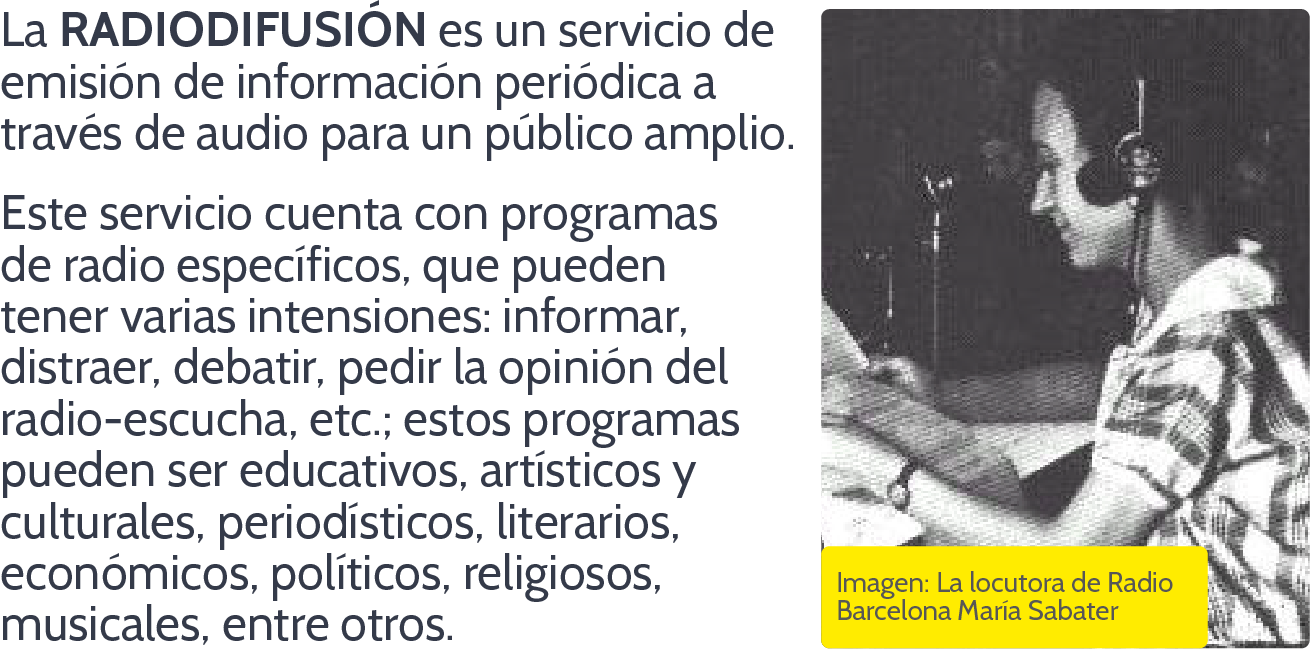 La RADIODIFUSIÓN es un servicio de
emisión de información periódica a
través de audio para un público amplio.
Este servicio cuenta con programas
de radio específicos, que pueden
tener varias intensiones: informar,
distraer, debatir, pedir la opinión del
radio-escucha, etc.; estos programas
pueden ser educativos, artísticos y
culturales, periodísticos, literarios,
económicos, políticos, religiosos,
musicales, entre otros.
Imagen: La locutora de Radio
Barcelona María Sabater